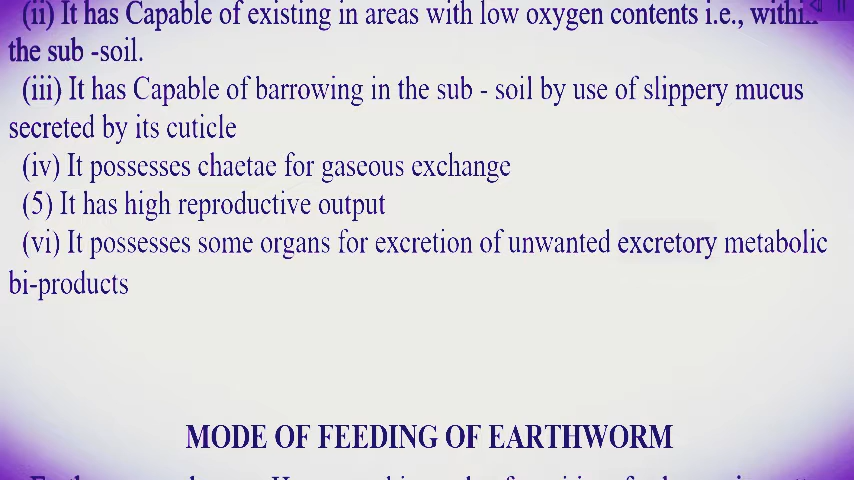 (ii) It has Capable of existing in areas with low oxygen contents i.e., within
the sub -soil.
(iii) It has Capable of barrowing in the sub - soil by use of slippery mucus
secreted by its cuticle
(iv) It possesses chaetae for gaseous exchange
(5) It has high reproductive output
(vi) It possesses some organs for excretion of unwanted excretory metabolic
bi-products
MODE OF FEEDING OF EARTHWORM